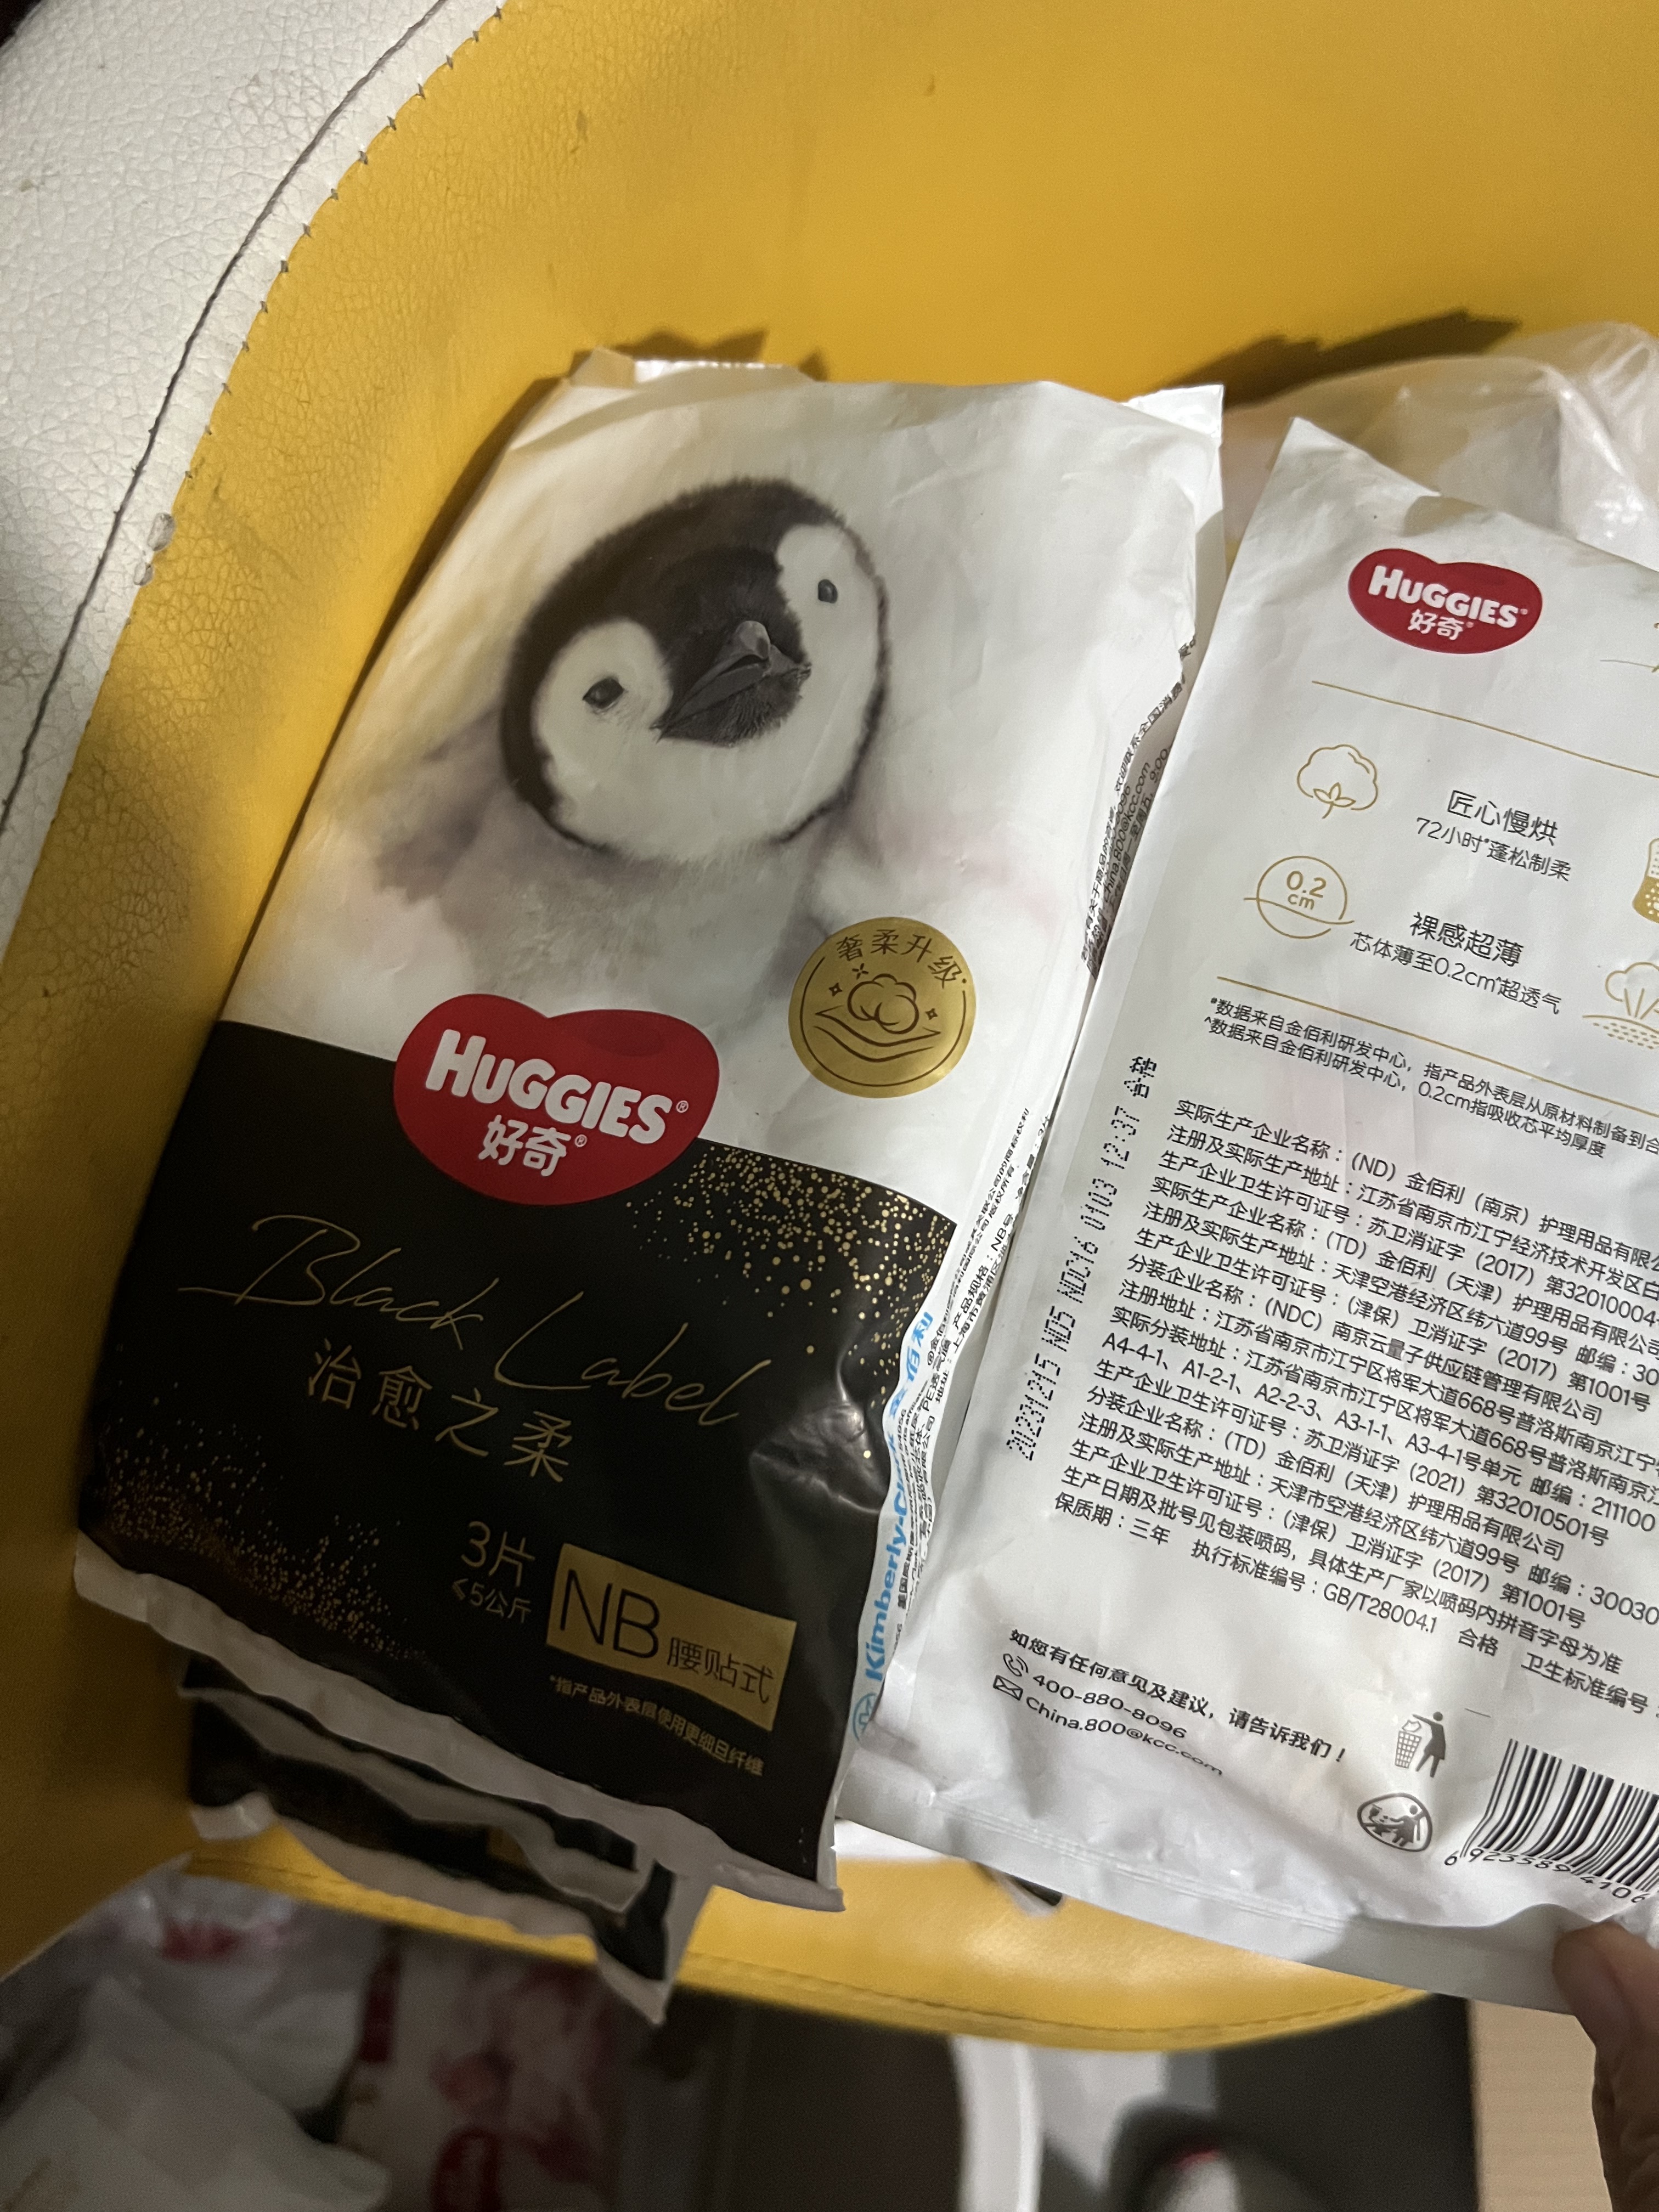 奢柔升级
HUGGIES®
好奇®
Black Label
治愈之柔
3片
≤5公斤
NB 腰贴式
*指产品外表层使用更细旦纤维
Kimberly-Cl
China.800@kcc.com
HUGGIES®
好奇®
匠心慢烘
72小时#蓬松制柔
0.2
cm
裸感超薄
芯体薄至0.2cm^超透气
#数据来自金佰利研发中心，指产品外表层从原材料制备到合
^数据来自金佰利研发中心，0.2cm指吸收芯平均厚度
20231215 ND5 NDC16 0103 12:37 合格
实际生产企业名称：(ND) 金佰利（南京）护理用品有限公
注册及实际生产地址：江苏省南京市江宁经济技术开发区白
生产企业卫生许可证号：苏卫消证字（2017）第32010004
实际生产企业名称：(TD) 金佰利（天津）护理用品有限公司
注册及实际生产地址：天津空港经济区纬六道99号 邮编：30
生产企业卫生许可证号：（津保）卫消证字（2017）第1001号
分装企业名称：(NDC) 南京云量子供应链管理有限公司
注册地址：江苏省南京市江宁区将军大道668号普洛斯南京江宁
实际分装地址：江苏省南京市江宁区将军大道668号普洛斯南京江
A4-4-1、A1-2-1、A2-2-3、A3-1-1、A3-4-1号单元 邮编：211100
生产企业卫生许可证号：苏卫消证字（2021）第32010501号
分装企业名称：(TD) 金佰利（天津）护理用品有限公司
注册及实际生产地址：天津市空港经济区纬六道99号 邮编：30030
生产企业卫生许可证号：（津保）卫消证字（2017）第1001号
生产日期及批号见包装喷码，具体生产厂家以喷码内拼音字母为准
保质期：三年 执行标准编号：GB/T28004.1 合格 卫生标准编号：
如您有任何意见及建议，请告诉我们！
400-880-8096
China.800@kcc.com
6 923589 4106